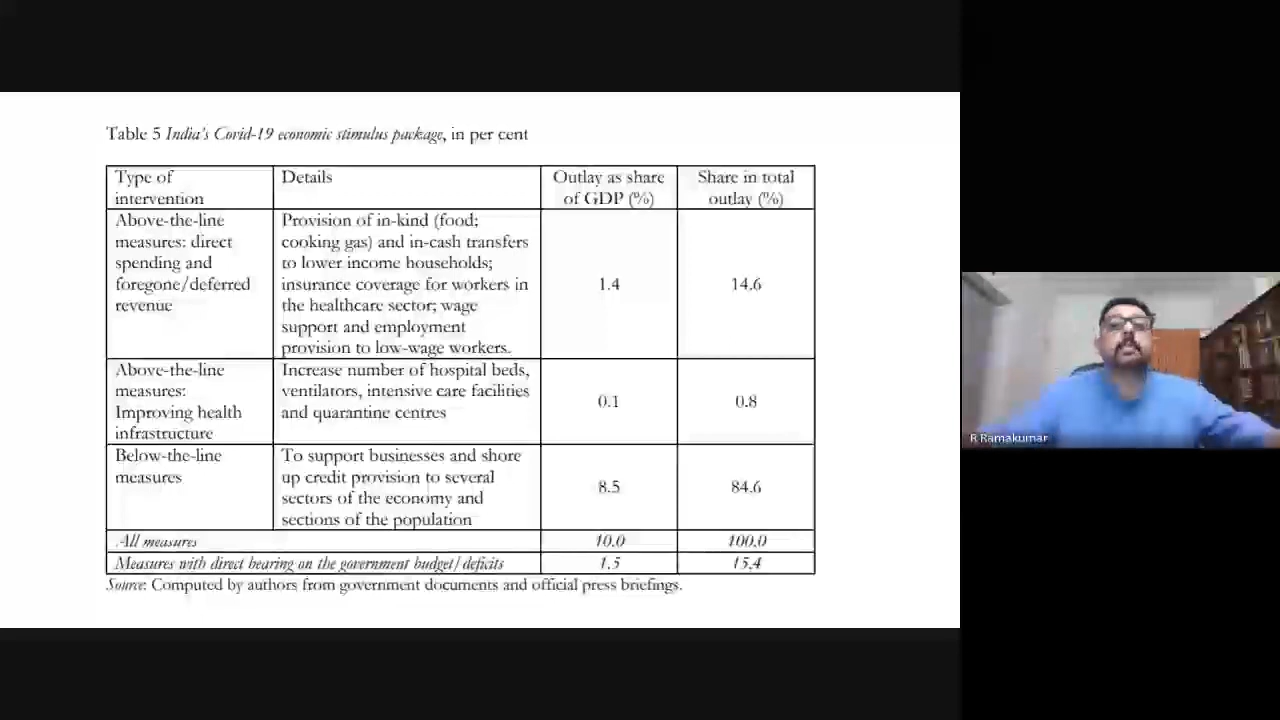 Table 5 India's Covid-19 economic stimulus package, in per cent
Type of
intervention
Details
Outlay as share
of GDP (%)
Share in total
outlay (%)
Above-the-line
measures: direct
spending and
foregone/deferred
revenue
Provision of in-kind (food;
cooking gas) and in-cash transfers
to lower income households;
insurance coverage for workers in
the healthcare sector; wage
support and employment
provision to low-wage workers.
1.4
14.6
Above-the-line
measures:
Improving health
infrastructure
Increase number of hospital beds,
ventilators, intensive care facilities
and quarantine centres
0.1
0.8
Below-the-line
measures
To support businesses and shore
up credit provision to several
sectors of the economy and
sections of the population
8.5
84.6
All measures
10.0
100.0
Measures with direct bearing on the government budget/deficits
1.5
15.4
Source: Computed by authors from government documents and official press briefings.
R Ramakumar